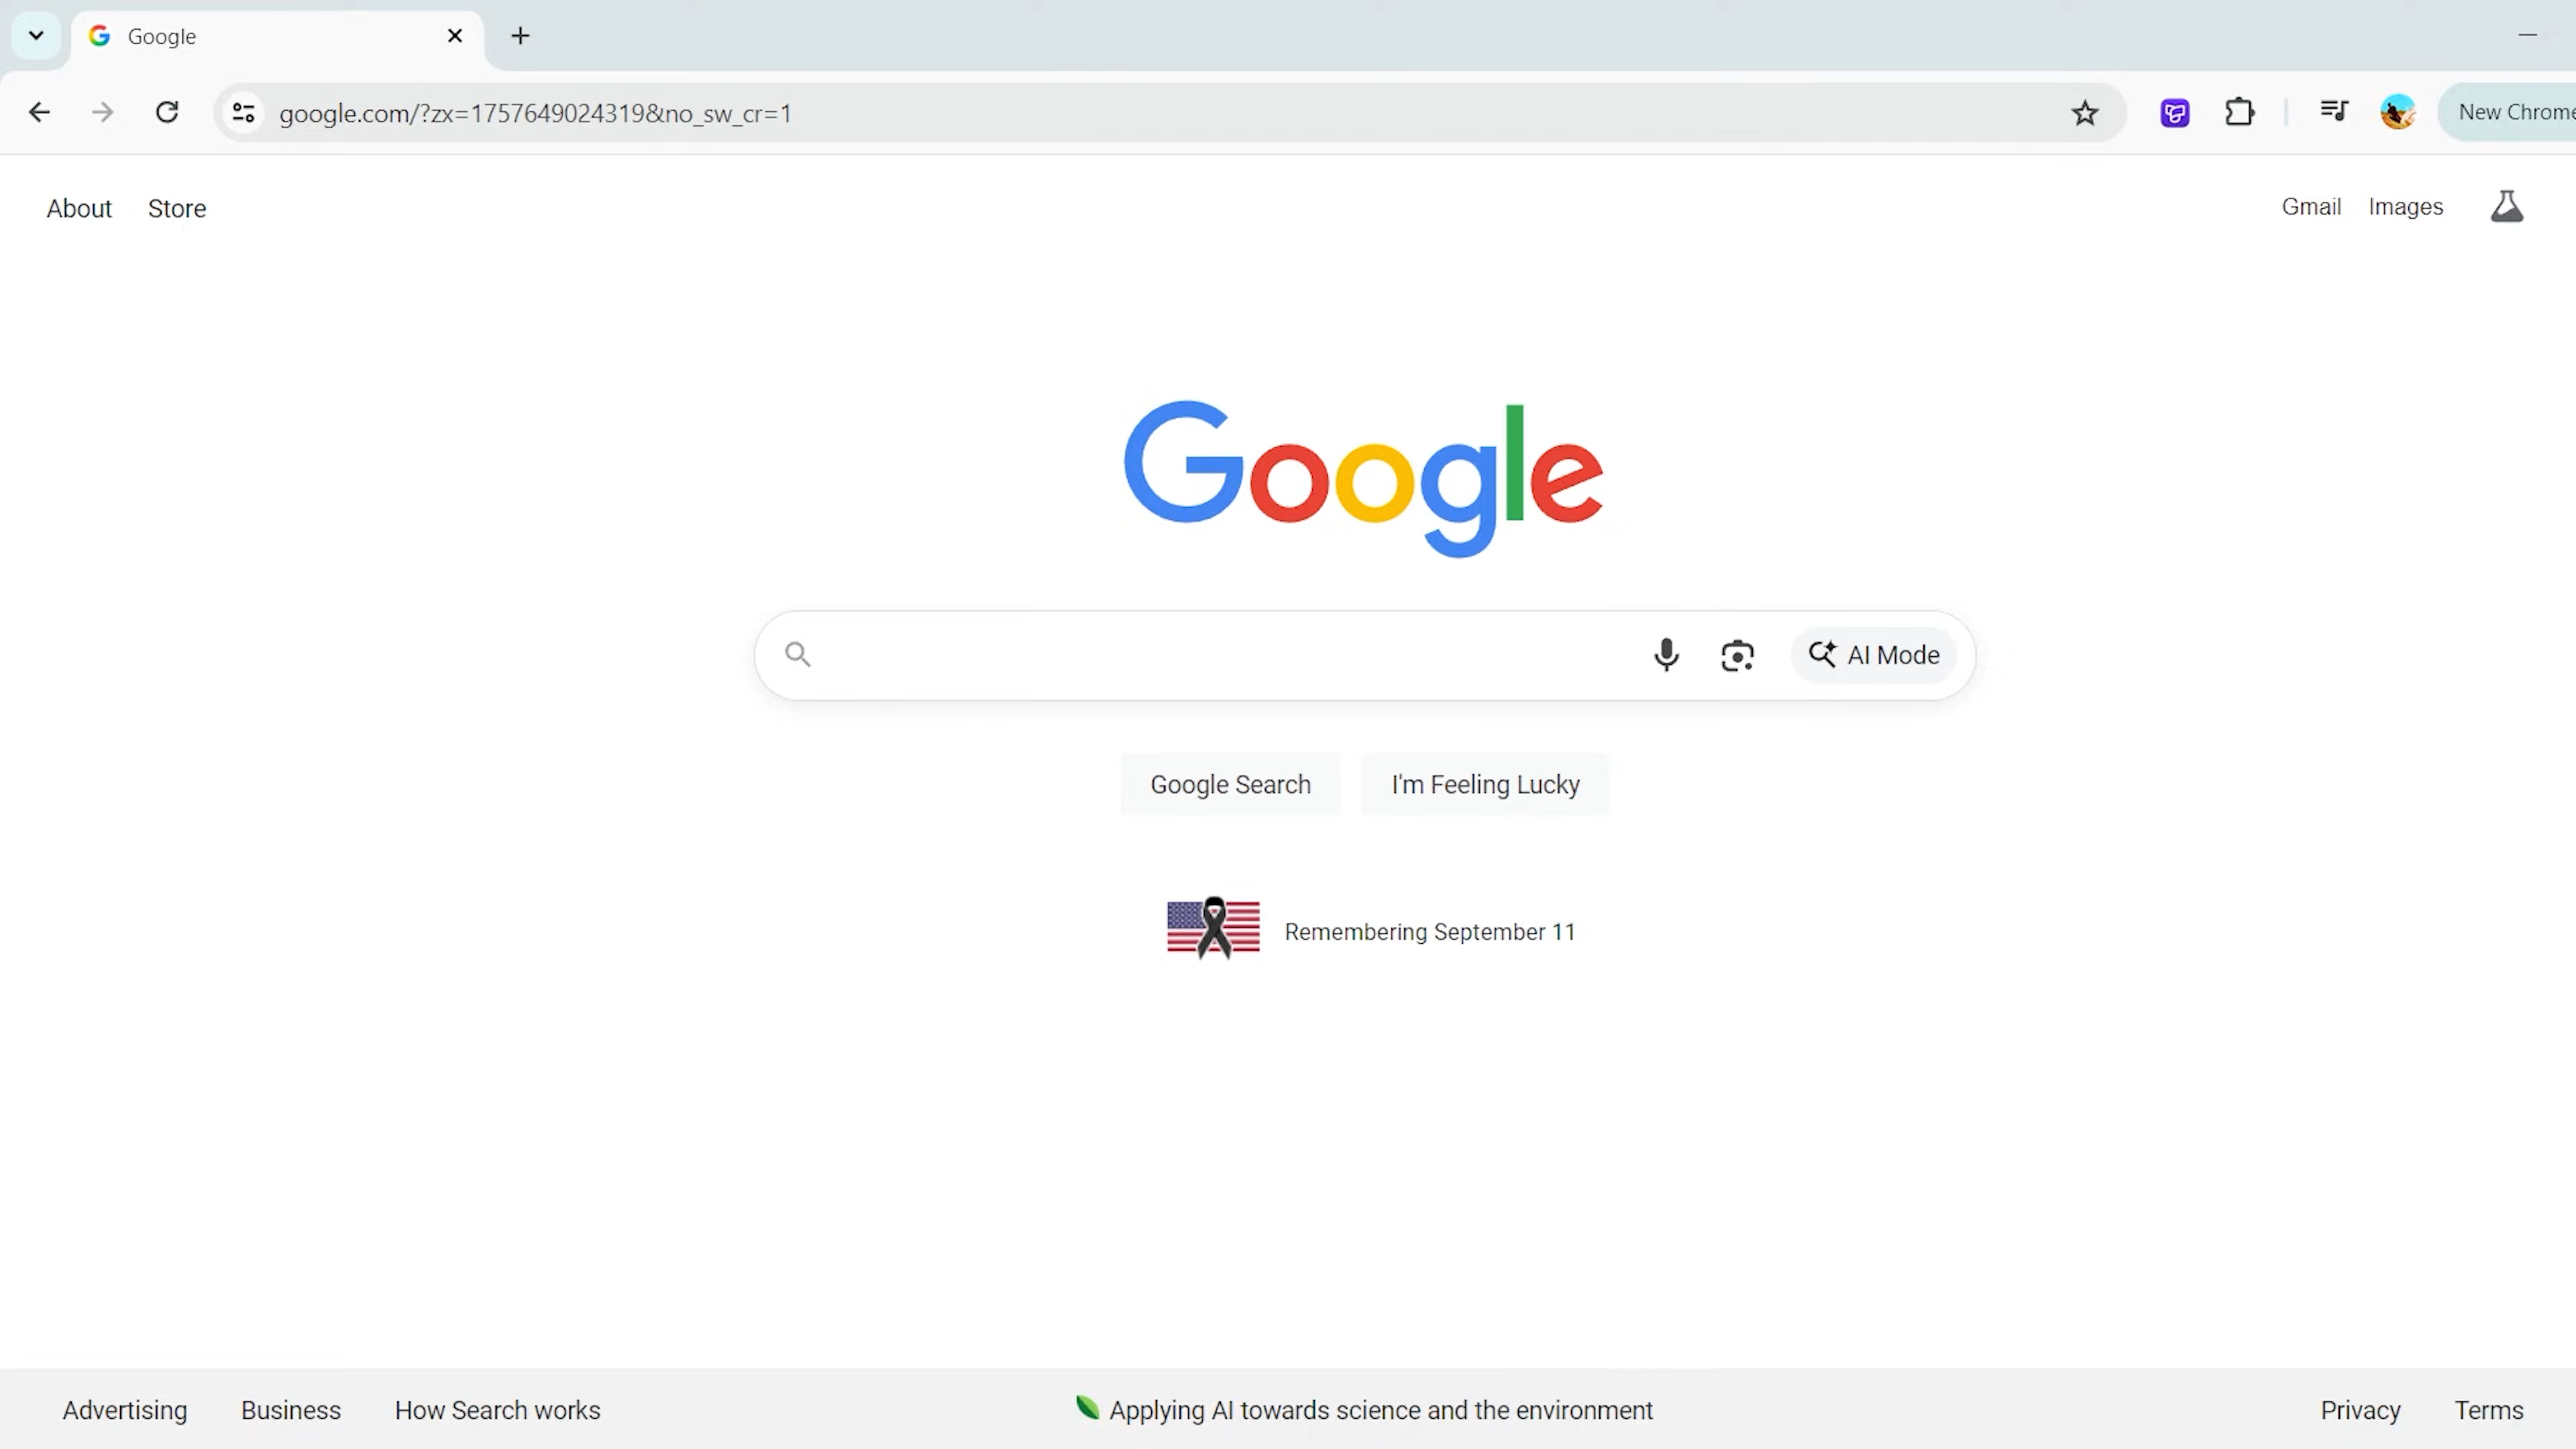 Google
google.com/?zx=1757649024319&no_sw_cr=1
New Chrome
About Store
Gmail Images
Google
AI Mode
Google Search I'm Feeling Lucky
Remembering September 11
Advertising Business How Search works
Applying AI towards science and the environment
Privacy Terms